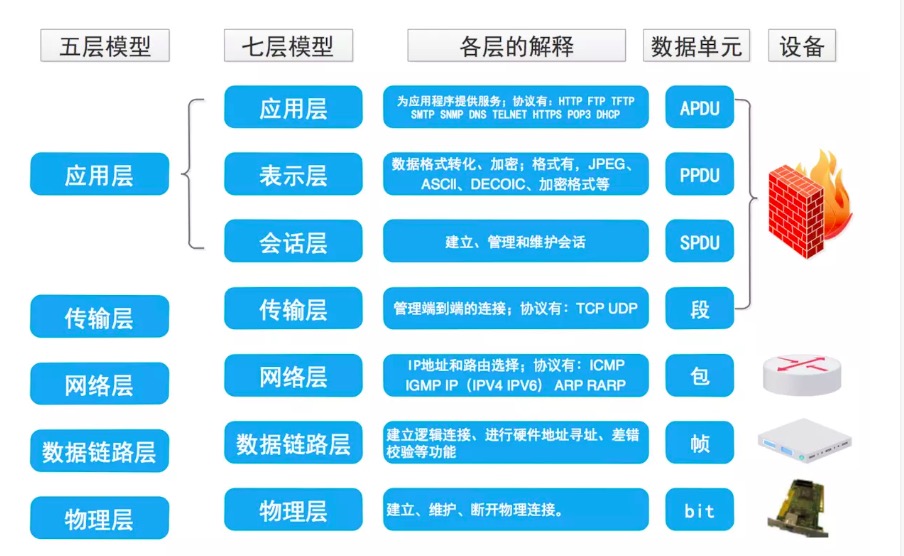 五层模型 七层模型 各层的解释 数据单元 设备
应用层
为应用程序提供服务；协议有：HTTP FTP TFTP
SMTP SNMP DNS TELNET HTTPS POP3 DHCP
APDU
应用层
表示层
数据格式转化、加密；格式有，JPEG、
ASCII、DECOIC、加密格式等
PPDU
会话层
建立、管理和维护会话
SPDU
传输层
传输层
管理端到端的连接；协议有：TCP UDP
段
网络层
网络层
IP地址和路由选择；协议有：ICMP
IGMP IP（IPV4 IPV6） ARP RARP
包
数据链路层
数据链路层
建立逻辑连接、进行硬件地址寻址、差错
校验等功能
帧
物理层
物理层
建立、维护、断开物理连接。
bit